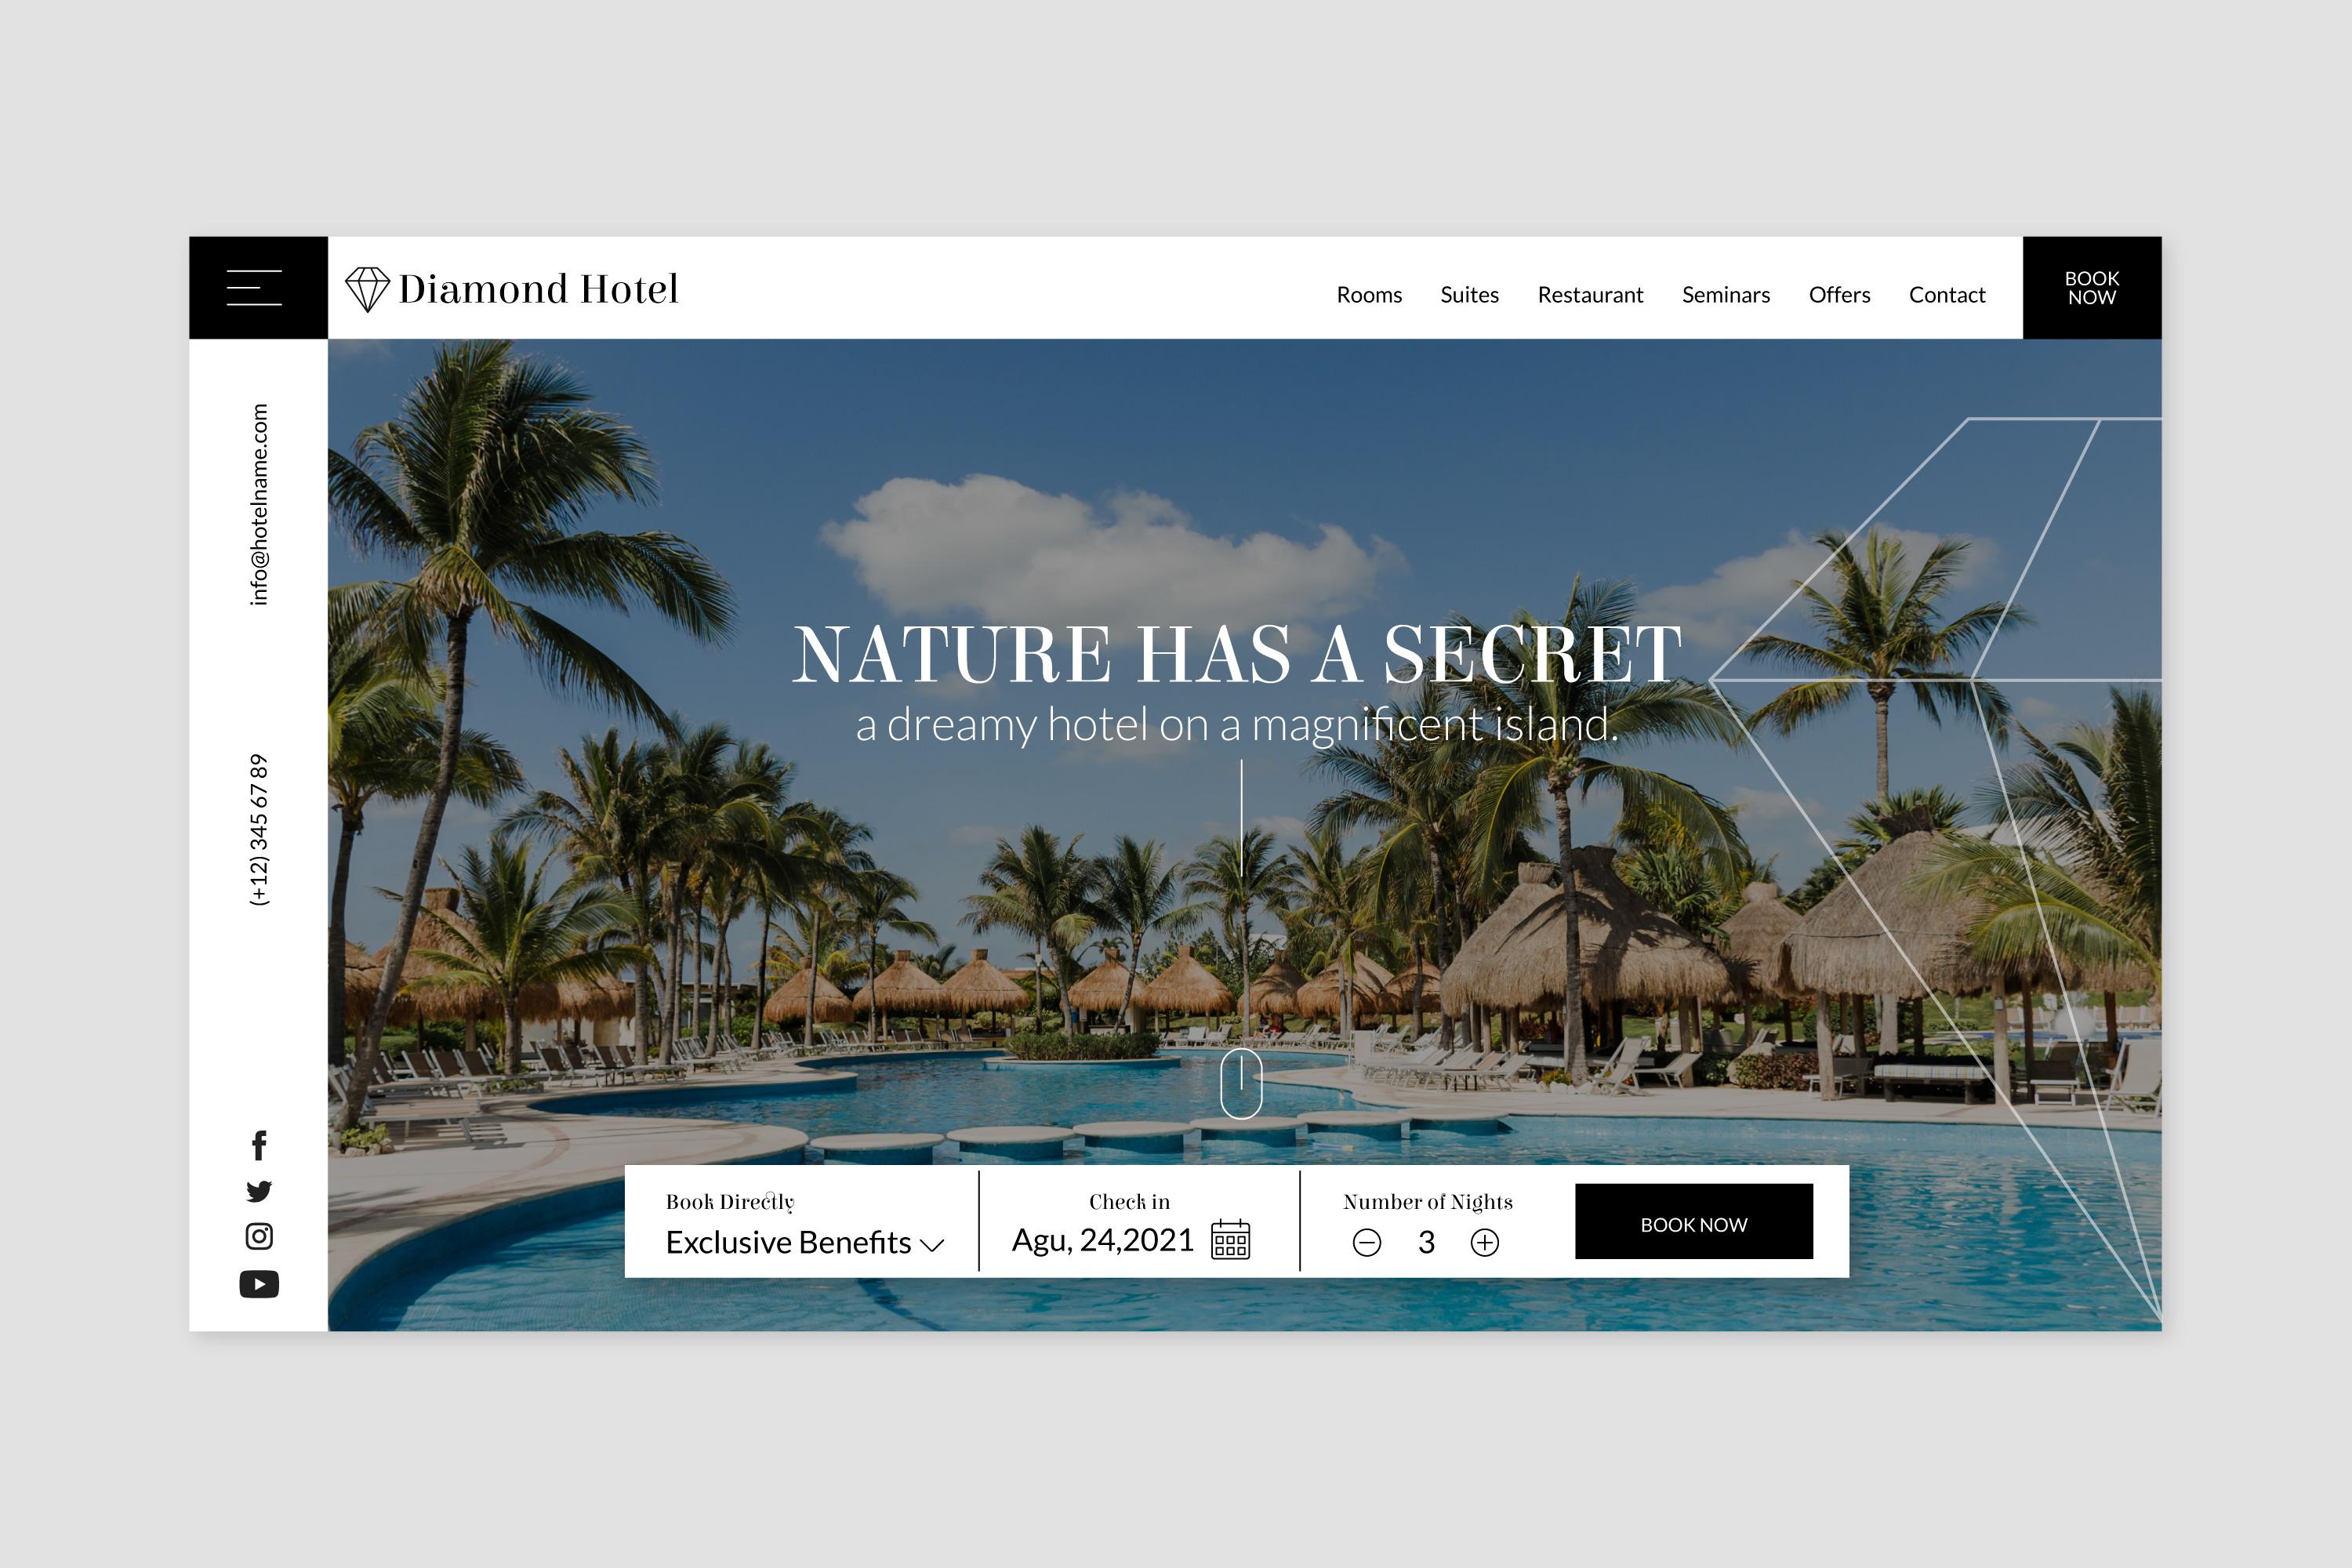 Diamond Hotel
Rooms Suites Restaurant Seminars Offers Contact
BOOK
NOW
info@hotelname.com
(+12) 345 67 89
NATURE HAS A SECRET
a dreamy hotel on a magnificent island.
Book Directly
Exclusive Benefits
Check in
Agu, 24,2021
Number of Nights
3
BOOK NOW